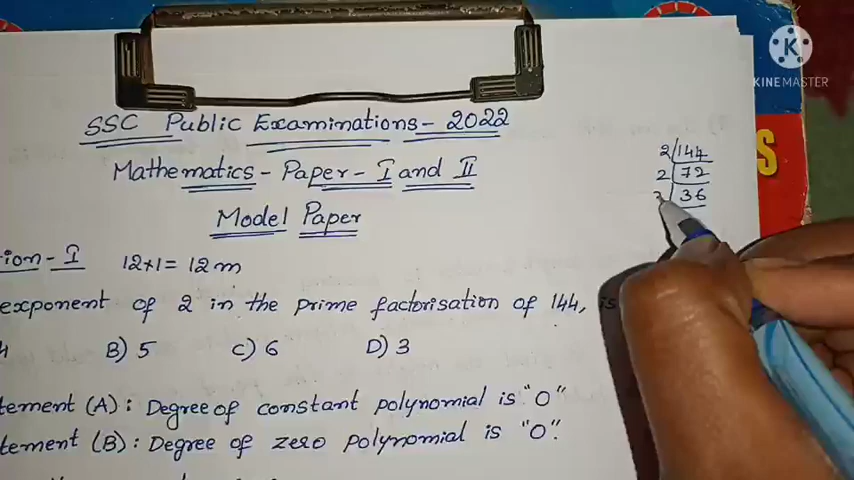 SSC Public Examinations - 2022
Mathematics - Paper - I and II
Model Paper
KINEMASTER
2 144
2 72
36
ion - I 12×1 = 12m
exponent of 2 in the prime factorisation of 144, is
4 B) 5 C) 6 D) 3
tement (A) : Degree of constant polynomial is "0"
tement (B) : Degree of zero polynomial is "0".